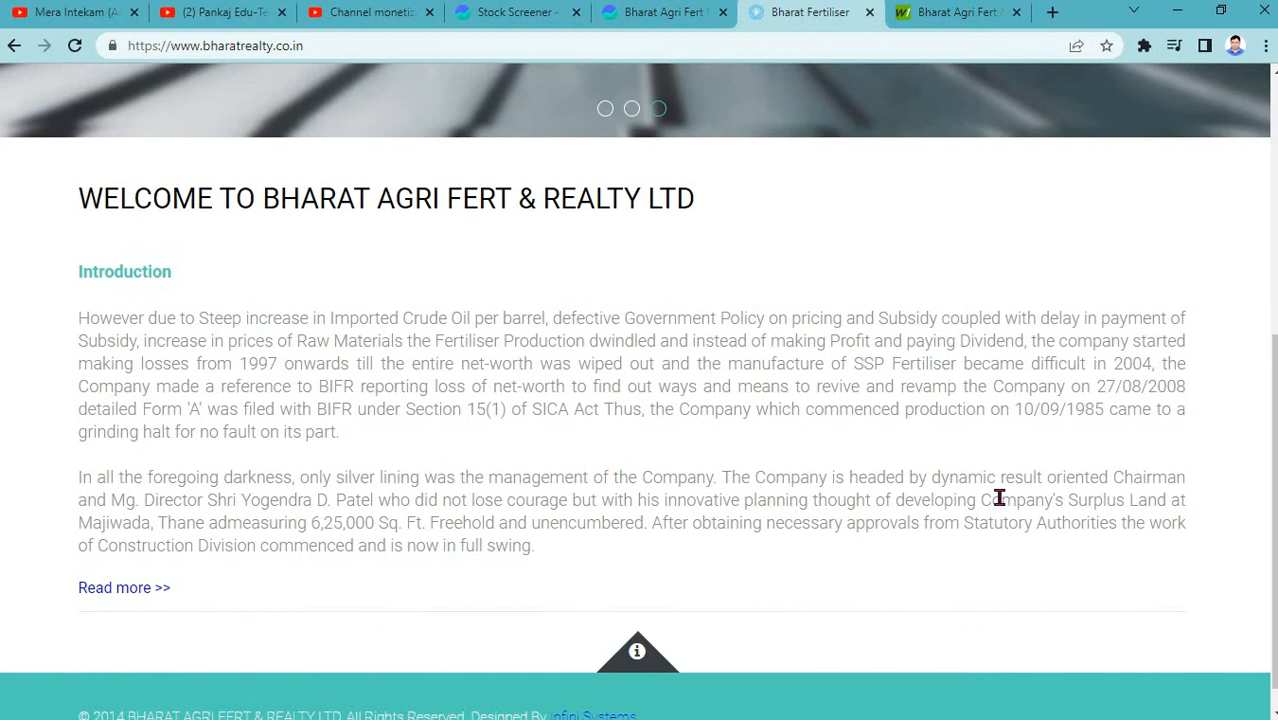 Mera Intekam (A
(2) Pankaj Edu-Te
Channel monetiz
Stock Screener -
Bharat Agri Fert
Bharat Fertiliser
Bharat Agri Fert
https://www.bharatrealty.co.in
WELCOME TO BHARAT AGRI FERT & REALTY LTD
Introduction
However due to Steep increase in Imported Crude Oil per barrel, defective Government Policy on pricing and Subsidy coupled with delay in payment of
Subsidy, increase in prices of Raw Materials the Fertiliser Production dwindled and instead of making Profit and paying Dividend, the company started
making losses from 1997 onwards till the entire net-worth was wiped out and the manufacture of SSP Fertiliser became difficult in 2004, the
Company made a reference to BIFR reporting loss of net-worth to find out ways and means to revive and revamp the Company on 27/08/2008
detailed Form 'A' was filed with BIFR under Section 15(1) of SICA Act Thus, the Company which commenced production on 10/09/1985 came to a
grinding halt for no fault on its part.
In all the foregoing darkness, only silver lining was the management of the Company. The Company is headed by dynamic result oriented Chairman
and Mg. Director Shri Yogendra D. Patel who did not lose courage but with his innovative planning thought of developing Company's Surplus Land at
Majiwada, Thane admeasuring 6,25,000 Sq. Ft. Freehold and unencumbered. After obtaining necessary approvals from Statutory Authorities the work
of Construction Division commenced and is now in full swing.
Read more >>
© 2014 BHARAT AGRI FERT & REALTY LTD. All Rights Reserved. Designed By infini Systems